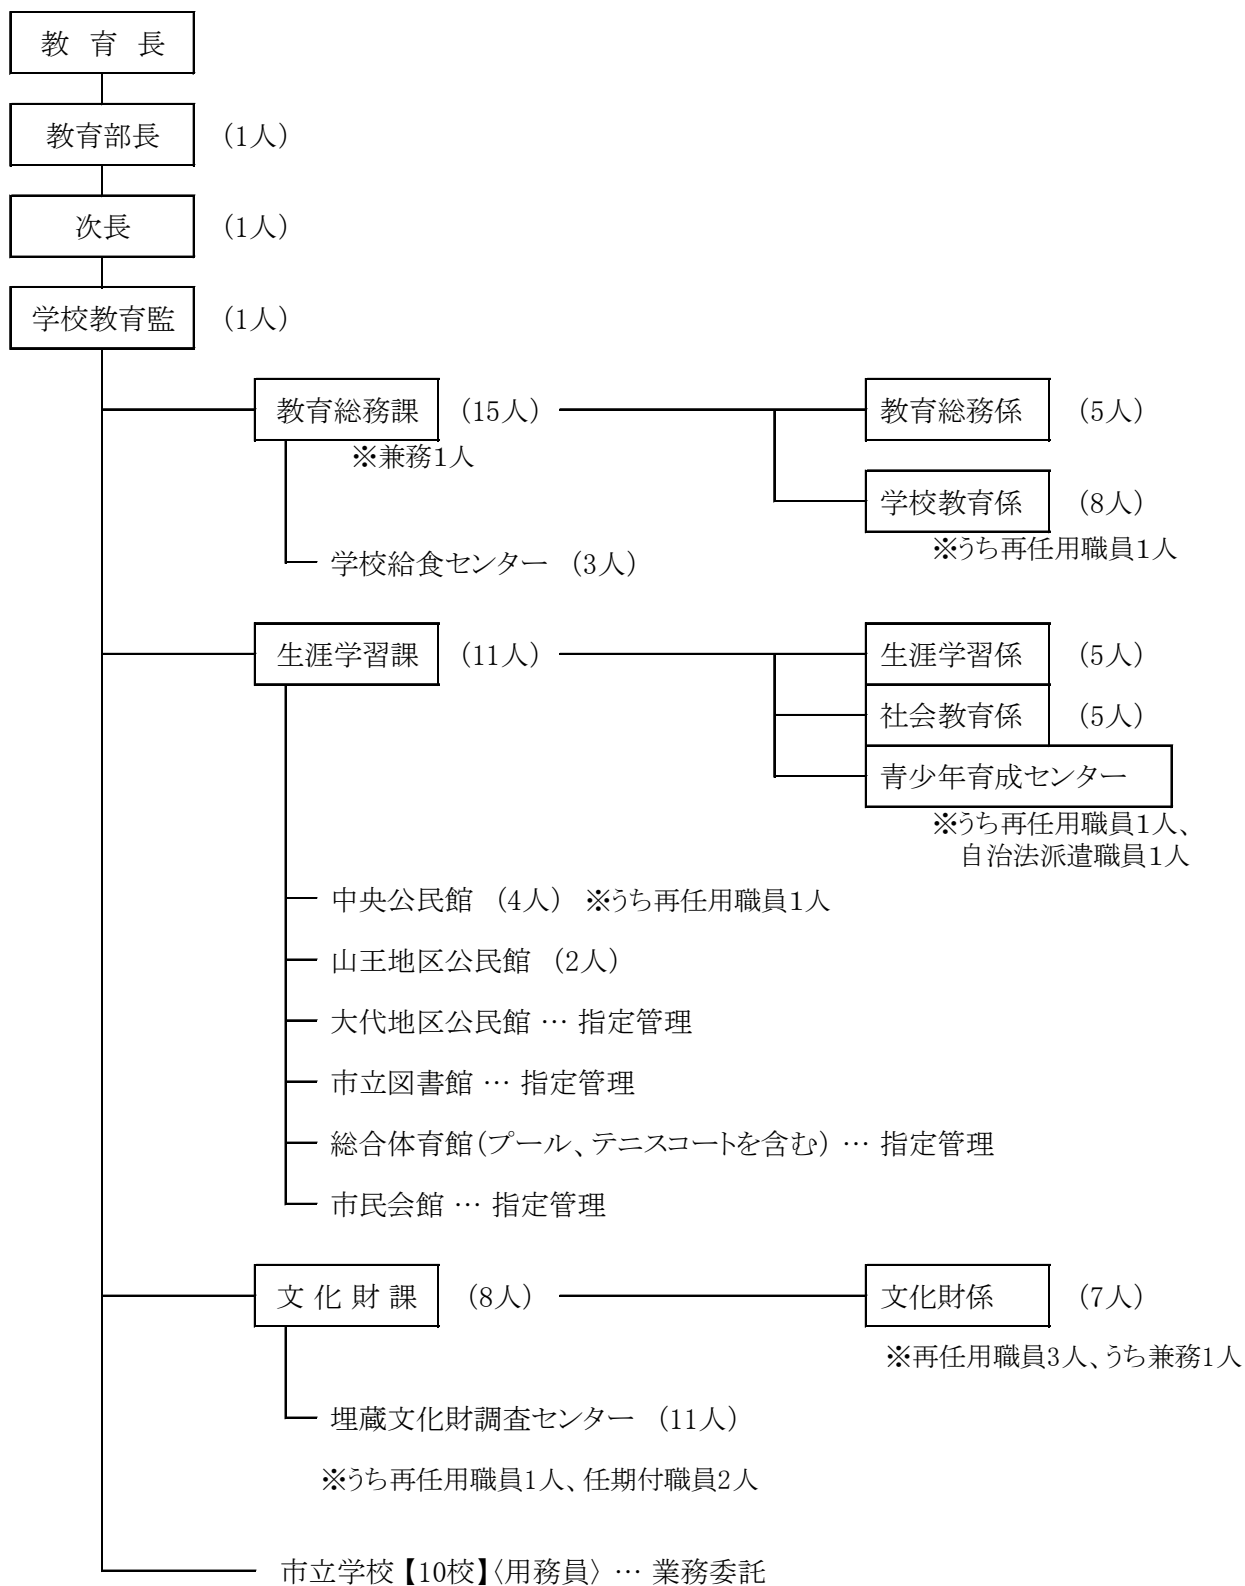 教 育 長
教育部長 (1人)
次長 (1人)
学校教育監 (1人)
教育総務課 (15人) 教育総務係 (5人)
※兼務1人
学校教育係 (8人)
※うち再任用職員1人
学校給食センター (3人)
生涯学習課 (11人) 生涯学習係 (5人)
社会教育係 (5人)
青少年育成センター
※うち再任用職員1人、
自治法派遣職員1人
中央公民館 (4人) ※うち再任用職員1人
山王地区公民館 (2人)
大代地区公民館 … 指定管理
市立図書館 … 指定管理
総合体育館(プール、テニスコートを含む) … 指定管理
市民会館 … 指定管理
文 化 財 課 (8人) 文化財係 (7人)
※再任用職員3人、うち兼務1人
埋蔵文化財調査センター (11人)
※うち再任用職員1人、任期付職員2人
市立学校【10校】〈用務員〉 … 業務委託